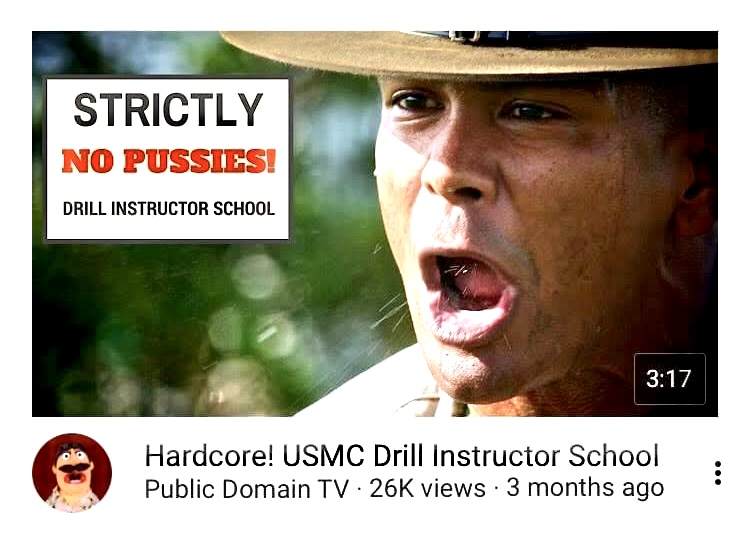 STRICTLY
NO PUSSIES!
DRILL INSTRUCTOR SCHOOL
3:17
Hardcore! USMC Drill Instructor School
Public Domain TV · 26K views · 3 months ago